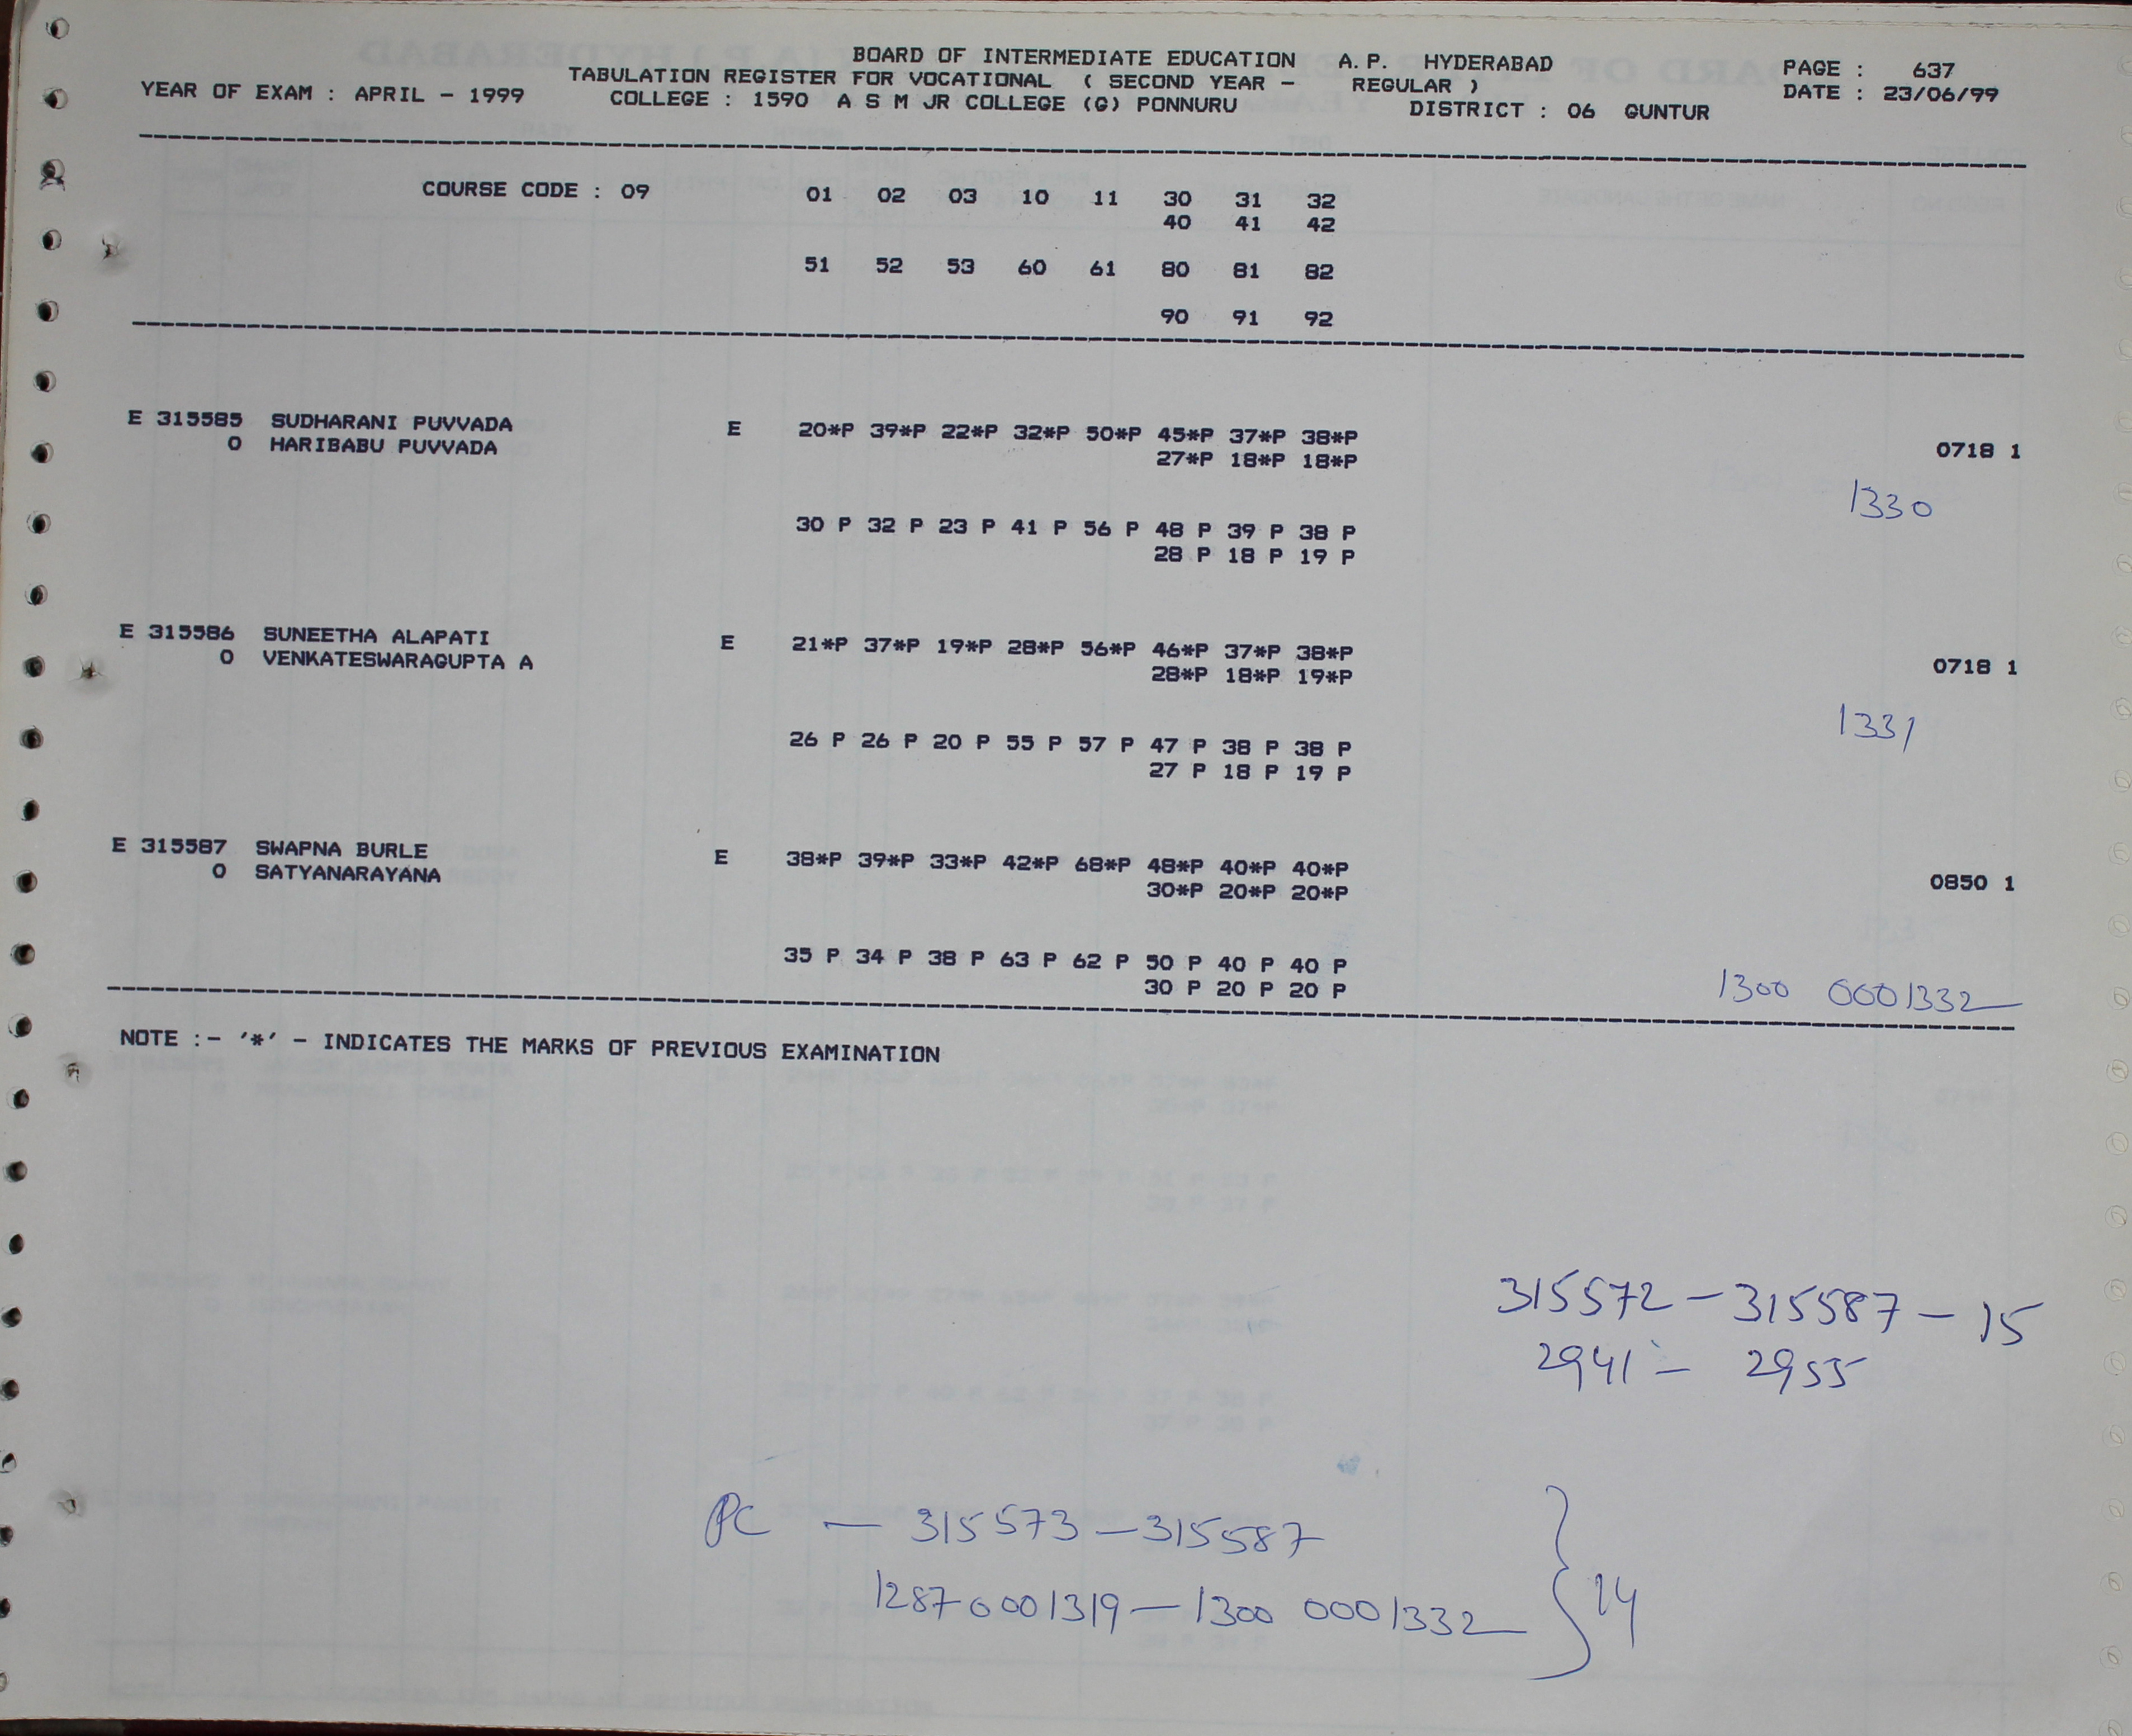 BOARD OF INTERMEDIATE EDUCATION A.P. HYDERABAD
TABULATION REGISTER FOR VOCATIONAL ( SECOND YEAR - REGULAR ) PAGE : 637
YEAR OF EXAM : APRIL - 1999 COLLEGE : 1590 A S M JR COLLEGE (G) PONNURU DISTRICT : 06 GUNTUR DATE : 23/06/99
COURSE CODE : 09 01 02 03 10 11 30 31 32
40 41 42
51 52 53 60 61 80 81 82
90 91 92
E 315585 SUDHARANI PUVVADA E 20*P 39*P 22*P 32*P 50*P 45*P 37*P 38*P
0 HARIBABU PUVVADA 27*P 18*P 18*P 0718 1
1330
30 P 32 P 23 P 41 P 56 P 48 P 39 P 38 P
28 P 18 P 19 P
E 315586 SUNEETHA ALAPATI E 21*P 37*P 19*P 28*P 56*P 46*P 37*P 38*P
0 VENKATESWARAGUPTA A 28*P 18*P 19*P 0718 1
1331
26 P 26 P 20 P 55 P 57 P 47 P 38 P 38 P
27 P 18 P 19 P
E 315587 SWAPNA BURLE E 38*P 39*P 33*P 42*P 68*P 48*P 40*P 40*P
0 SATYANARAYANA 30*P 20*P 20*P 0850 1
35 P 34 P 38 P 63 P 62 P 50 P 40 P 40 P
30 P 20 P 20 P 1300 0001332
NOTE :- '*' - INDICATES THE MARKS OF PREVIOUS EXAMINATION
315572 - 315587 - 15
2941 - 2955
PC - 315573 - 315587
1287 0001319 - 1300 0001332 } 14